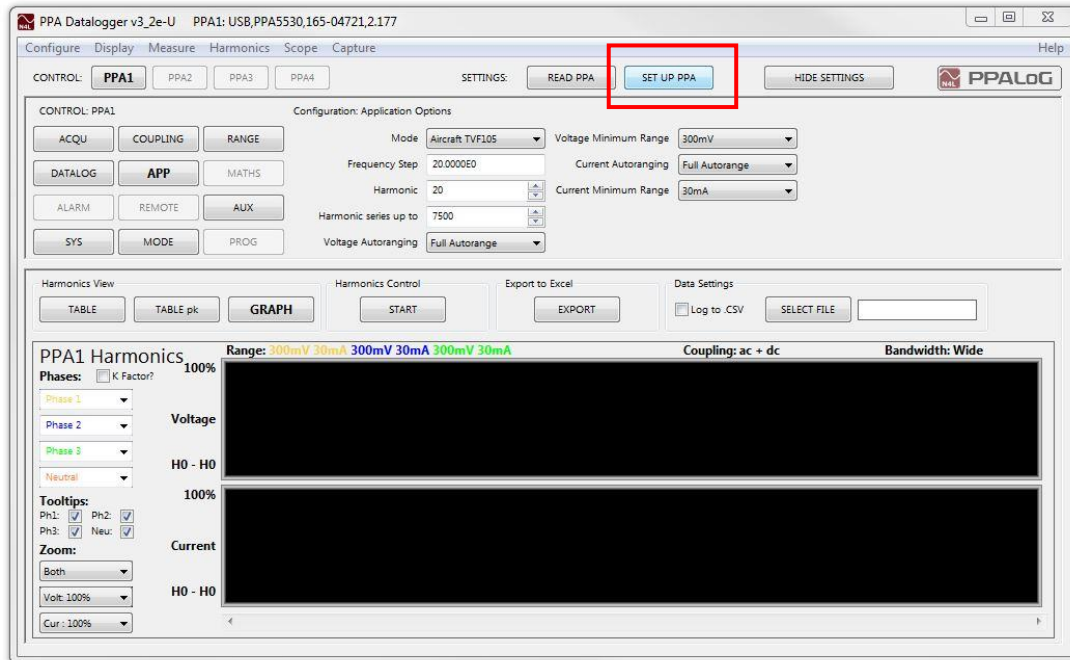 PPA Datalogger v3_2e-U PPA1: USB,PPA5530,165-04721,2.177
Configure Display Measure Harmonics Scope Capture Help
CONTROL: PPA1 PPA2 PPA3 PPA4 SETTINGS: READ PPA SET UP PPA HIDE SETTINGS N4L PPALoG
CONTROL: PPA1 Configuration: Application Options
ACQU COUPLING RANGE Mode Aircraft TVF105 Voltage Minimum Range 300mV
DATALOG APP MATHS Frequency Step 20.0000E0 Current Autoranging Full Autorange
Harmonic 20 Current Minimum Range 30mA
ALARM REMOTE AUX Harmonic series up to 7500
SYS MODE PROG Voltage Autoranging Full Autorange
Harmonics View Harmonics Control Export to Excel Data Settings
TABLE TABLE pk GRAPH START EXPORT Log to .CSV SELECT FILE
PPA1 Harmonics Range: 300mV 30mA 300mV 30mA 300mV 30mA Coupling: ac + dc Bandwidth: Wide
Phases: K Factor? 100%
Phase 1
Phase 2 Voltage
Phase 3
H0 - H0
Neutral
Tooltips: 100%
Ph1: Ph2:
Ph3: Neu:
Zoom: Current
Both
Volt: 100% H0 - H0
Cur : 100%